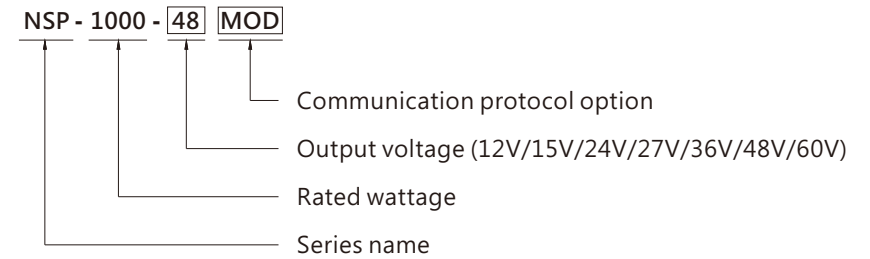 NSP - 1000 - 48 MOD
Communication protocol option
Output voltage (12V/15V/24V/27V/36V/48V/60V)
Rated wattage
Series name